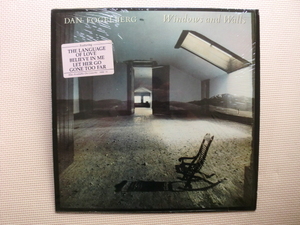 DAN FOGELBERG
Windows and Walls
THE LANGUAGE
OF LOVE
BELIEVE IN ME
LET HER GO
GONE TOO FAR